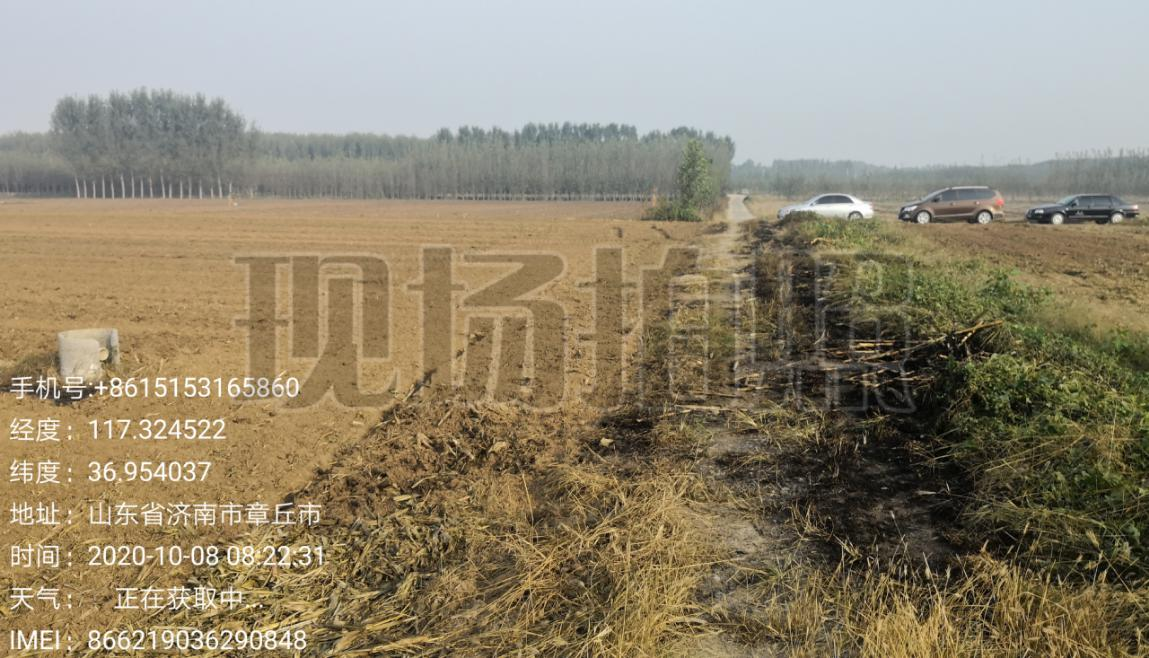 现场拍照
手机号:+8615153165860
经度：117.324522
纬度：36.954037
地址：山东省济南市章丘市
时间：2020-10-08 08:22:31
天气： 正在获取中...
IMEI：866219036290848